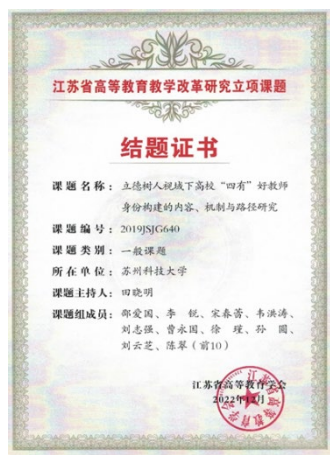 江苏省高等教育教学改革研究立项课题
结题证书
课题名称：立德树人视域下高校“四有”好教师
身份构建的内容、机制与路径研究
课题编号：2019JSJG640
课题类别：一般课题
所在单位：苏州科技大学
课题主持人：田晓明
课题组成员：邵爱国、李 锐、宋春蕾、韦洪涛、
刘志强、曹永国、徐 瑾、孙 圆、
刘云芝、陈翠（前10）
江苏省高等教育学会
2022年12月